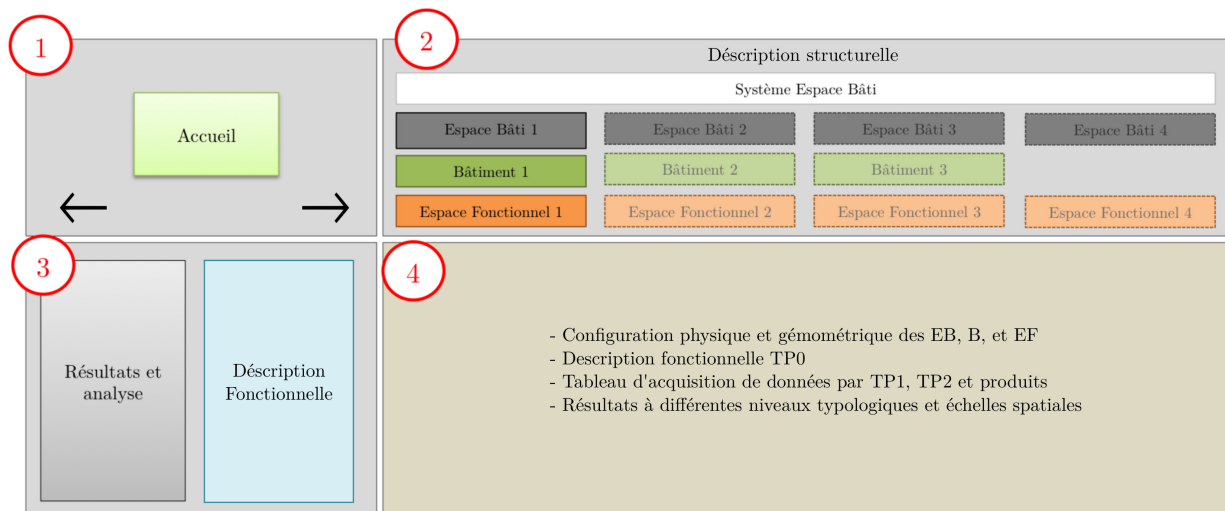 1
Accueil
2
Déscription structurelle
Système Espace Bâti
Espace Bâti 1
Espace Bâti 2
Espace Bâti 3
Espace Bâti 4
Bâtiment 1
Bâtiment 2
Bâtiment 3
Espace Fonctionnel 1
Espace Fonctionnel 2
Espace Fonctionnel 3
Espace Fonctionnel 4
3
Résultats et
analyse
Déscription
Fonctionnelle
4
- Configuration physique et gémométrique des EB, B, et EF
- Description fonctionnelle TP0
- Tableau d'acquisition de données par TP1, TP2 et produits
- Résultats à différentes niveaux typologiques et échelles spatiales